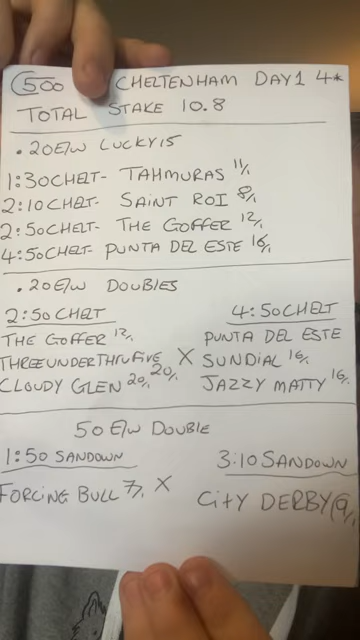 500 CHELTENHAM DAY1 4*
TOTAL STAKE 10.8
.20E/W LUCKY15
1:30CHELT- TAHMURAS 11/1
2:10CHELT- SAINT ROI 8/1
2:50CHELT- THE GOFFER 12/1
4:50CHELT- PUNTA DEL ESTE 16/1
.20E/W DOUBLES
2:50CHELT 4:50CHELT
THE GOFFER 12/1 PUNTA DEL ESTE
THREEUNDERTHRUFIVE 20/1 X SUNDIAL 16/1
CLOUDY GLEN 20/1 JAZZY MATTY 16/1
50 E/W DOUBLE
1:50 SANDOWN 3:10 SANDOWN
FORCING BULL 7/1 X CITY DERBY (9/1